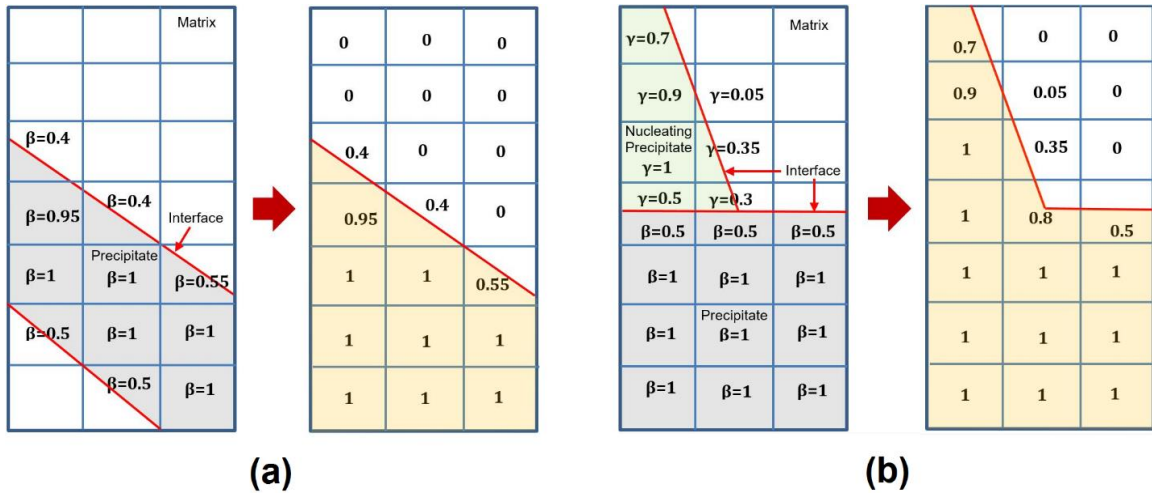 Matrix
β=0.4
β=0.95 β=0.4
Interface
Precipitate
β=1 β=1 β=0.55
β=0.5 β=1 β=1
β=0.5 β=1
0 0 0
0 0 0
0.4 0 0
0.95 0.4 0
1 1 0.55
1 1 1
1 1 1
(a)
γ=0.7 Matrix
γ=0.9 γ=0.05
Nucleating
Precipitate γ=0.35
γ=1 Interface
γ=0.5 γ=0.3
β=0.5 β=0.5 β=0.5
β=1 β=1 β=1
Precipitate
β=1 β=1 β=1
β=1 β=1 β=1
0.7 0 0
0.9 0.05 0
1 0.35 0
1 0.8 0.5
1 1 1
1 1 1
1 1 1
(b)